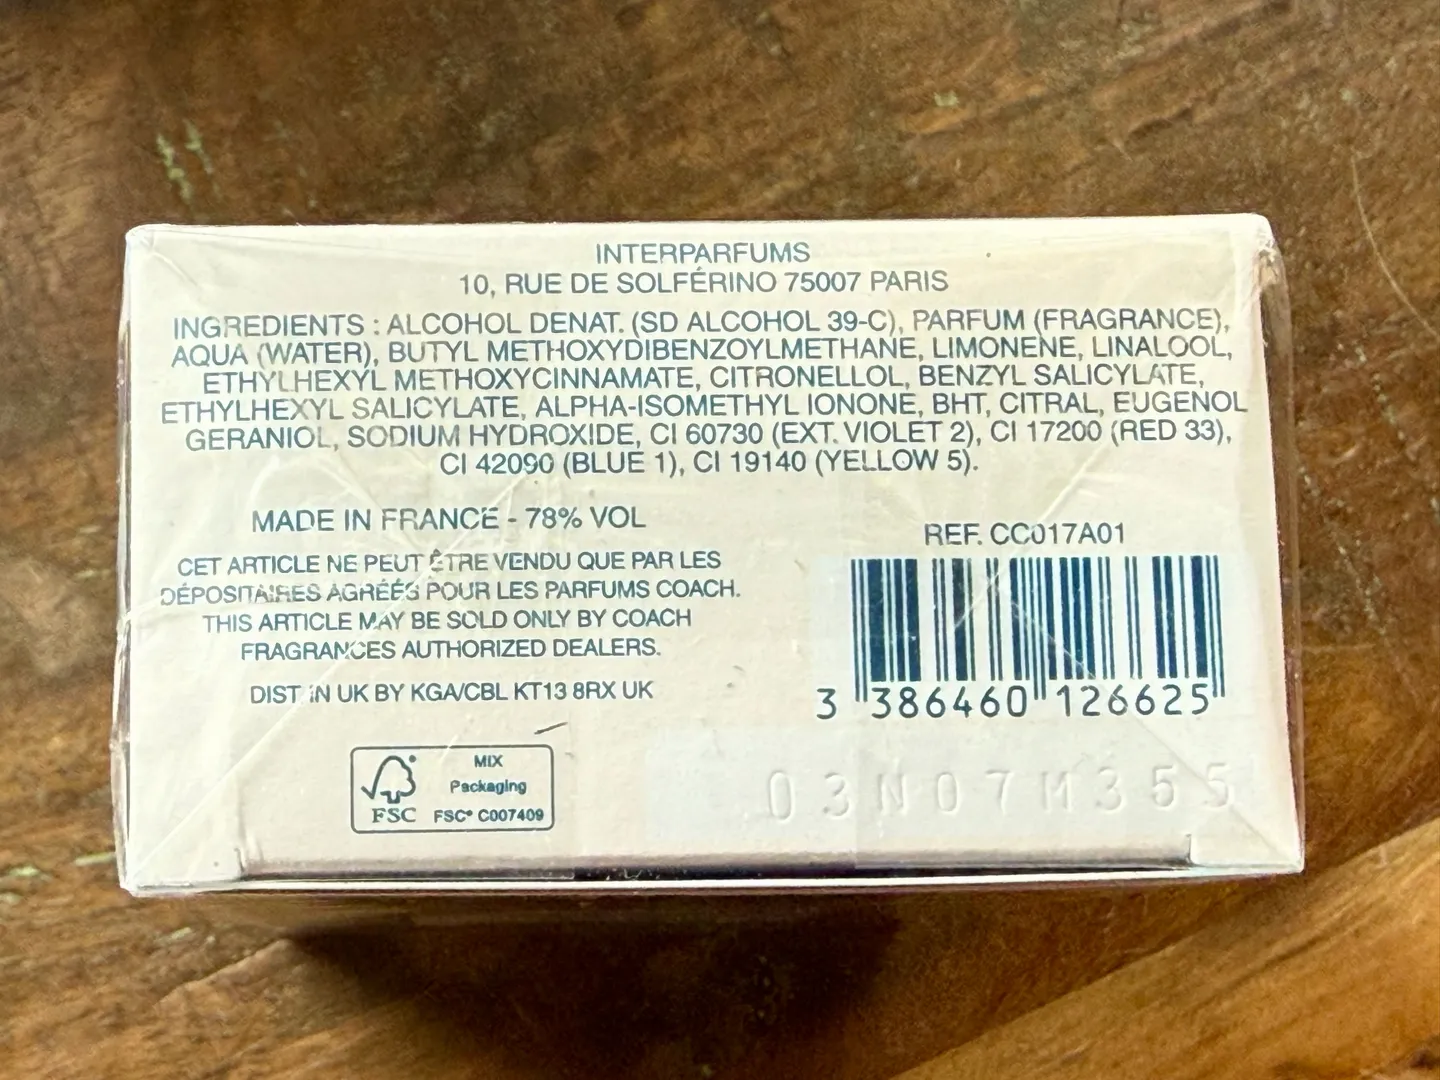 INTERPARFUMS
10, RUE DE SOLFÉRINO 75007 PARIS
INGREDIENTS : ALCOHOL DENAT. (SD ALCOHOL 39-C), PARFUM (FRAGRANCE),
AQUA (WATER), BUTYL METHOXYDIBENZOYLMETHANE, LIMONENE, LINALOOL,
ETHYLHEXYL METHOXYCINNAMATE, CITRONELLOL, BENZYL SALICYLATE,
ETHYLHEXYL SALICYLATE, ALPHA-ISOMETHYL IONONE, BHT, CITRAL, EUGENOL
GERANIOL, SODIUM HYDROXIDE, CI 60730 (EXT. VIOLET 2), CI 17200 (RED 33),
CI 42090 (BLUE 1), CI 19140 (YELLOW 5).
MADE IN FRANCE - 78% VOL
CET ARTICLE NE PEUT ÊTRE VENDU QUE PAR LES
DÉPOSITAIRES AGRÉÉS POUR LES PARFUMS COACH.
THIS ARTICLE MAY BE SOLD ONLY BY COACH
FRAGRANCES AUTHORIZED DEALERS.
DIST IN UK BY KGA/CBL KT13 8RX UK
REF. CC017A01
3 386460 126625
MIX
Packaging
FSC FSC® C007409
03N07M355